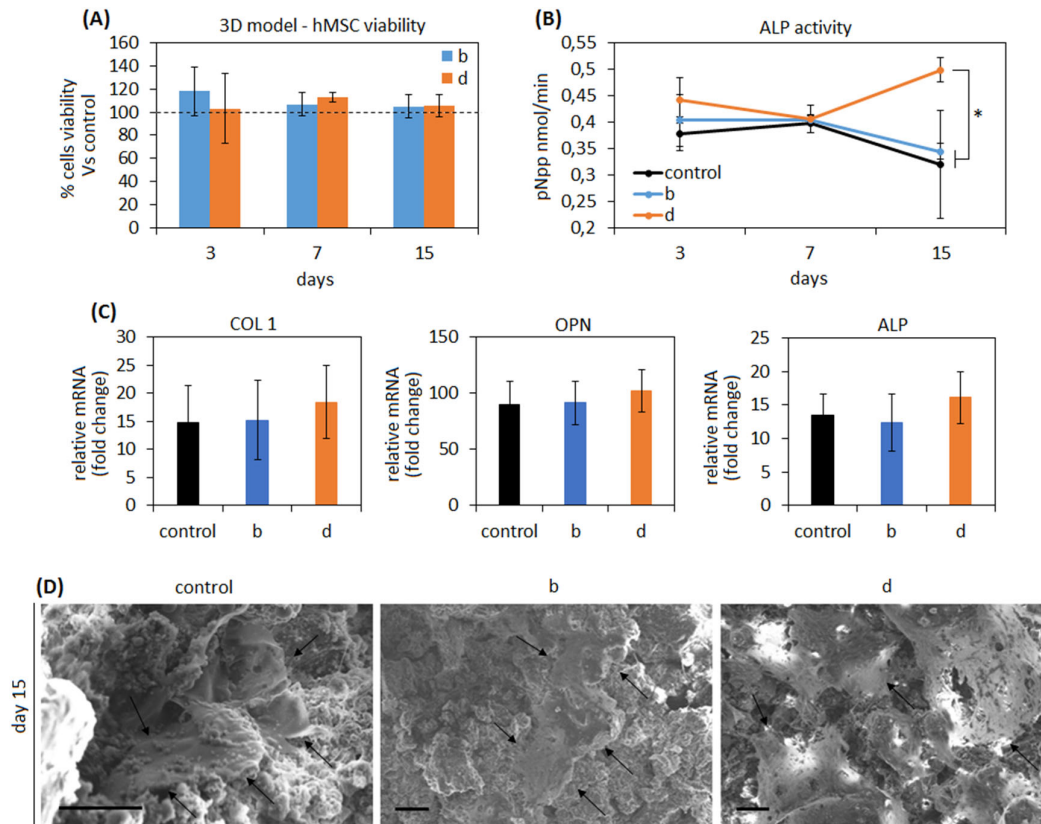 (A)
3D model - hMSC viability
% cells viability
Vs control
160
140
120
100
80
60
40
20
0
b
d
3 7 15
days
(B)
ALP activity
pNpp nmol/min
0,55
0,5
0,45
0,4
0,35
0,3
0,25
0,2
control
b
d
*
3 7 15
days
(C)
COL 1
relative mRNA
(fold change)
30
25
20
15
10
5
0
control b d
OPN
relative mRNA
(fold change)
150
100
50
0
control b d
ALP
relative mRNA
(fold change)
25
20
15
10
5
0
control b d
(D)
control b d
day 15